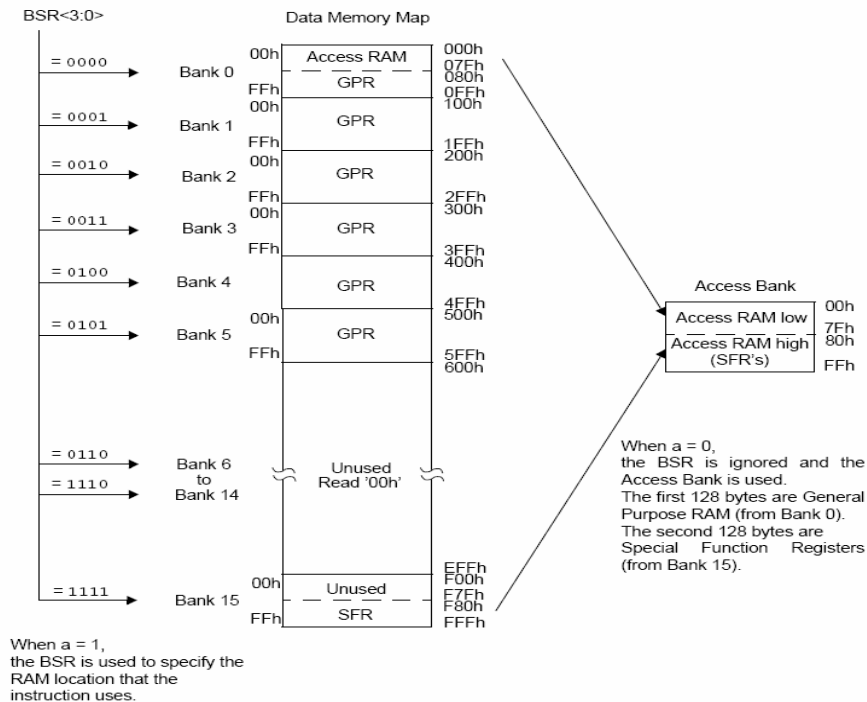 BSR<3:0>
Data Memory Map
= 0000
Bank 0
00h
Access RAM
000h
07Fh
FFh
GPR
080h
0FFh
= 0001
Bank 1
00h
GPR
100h
FFh
1FFh
= 0010
Bank 2
00h
GPR
200h
FFh
2FFh
= 0011
Bank 3
00h
GPR
300h
FFh
3FFh
= 0100
Bank 4
GPR
400h
4FFh
= 0101
Bank 5
00h
GPR
500h
FFh
5FFh
600h
= 0110
= 1110
Bank 6
to
Bank 14
Unused
Read '00h'
EFFh
= 1111
Bank 15
00h
Unused
F00h
F7Fh
FFh
SFR
F80h
FFFh
When a = 1,
the BSR is used to specify the
RAM location that the
instruction uses.
Access Bank
Access RAM low
00h
7Fh
Access RAM high
(SFR's)
80h
FFh
When a = 0,
the BSR is ignored and the
Access Bank is used.
The first 128 bytes are General
Purpose RAM (from Bank 0).
The second 128 bytes are
Special Function Registers
(from Bank 15).